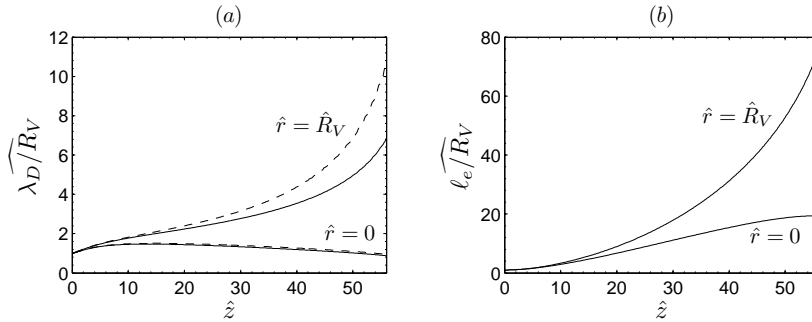 (a)
12
10
8
6
4
2
0
λ_D/R_V
r̂ = R̂_V
r̂ = 0
0 10 20 30 40 50
ẑ
(b)
80
60
40
20
0
ℓ_e/R_V
r̂ = R̂_V
r̂ = 0
0 10 20 30 40 50
ẑ